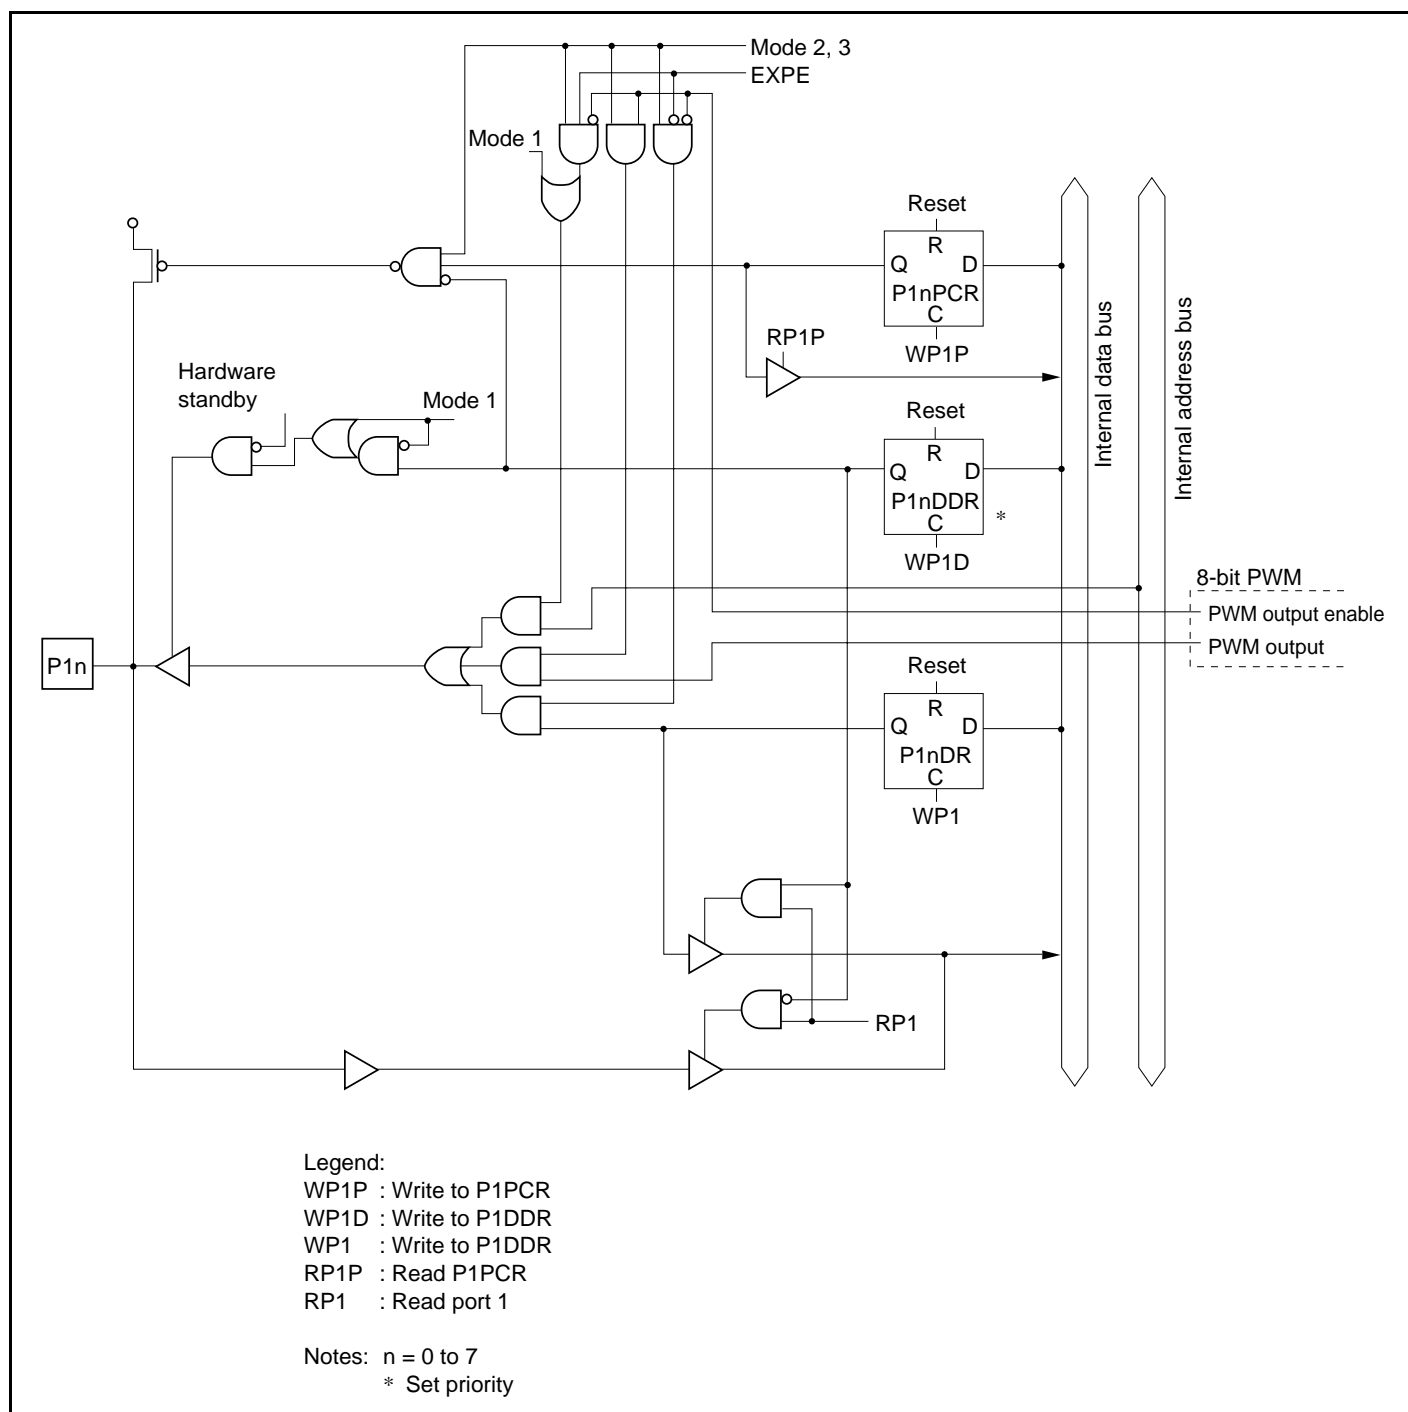 Mode 2, 3
EXPE
Mode 1
Reset
R
Q D
P1nPCR
C
WP1P
RP1P
Hardware
standby
Mode 1
Reset
R
Q D
P1nDDR
C *
WP1D
Internal data bus
Internal address bus
8-bit PWM
PWM output enable
PWM output
P1n
Reset
R
Q D
P1nDR
C
WP1
RP1
Legend:
WP1P : Write to P1PCR
WP1D : Write to P1DDR
WP1 : Write to P1DDR
RP1P : Read P1PCR
RP1 : Read port 1
Notes: n = 0 to 7
* Set priority